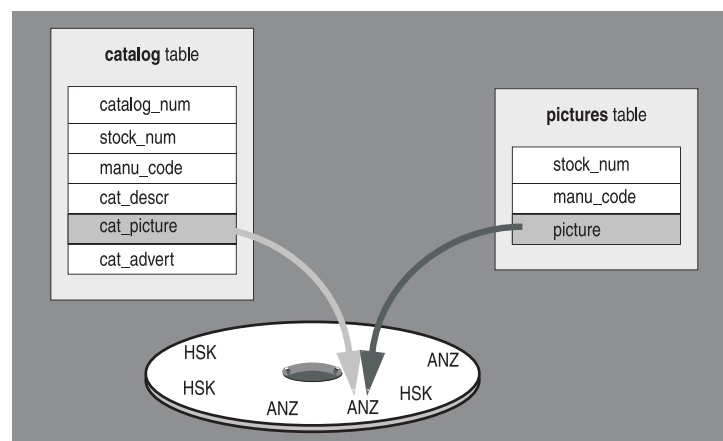 catalog table
catalog_num
stock_num
manu_code
cat_descr
cat_picture
cat_advert
pictures table
stock_num
manu_code
picture
HSK
ANZ
HSK
HSK
ANZ
ANZ